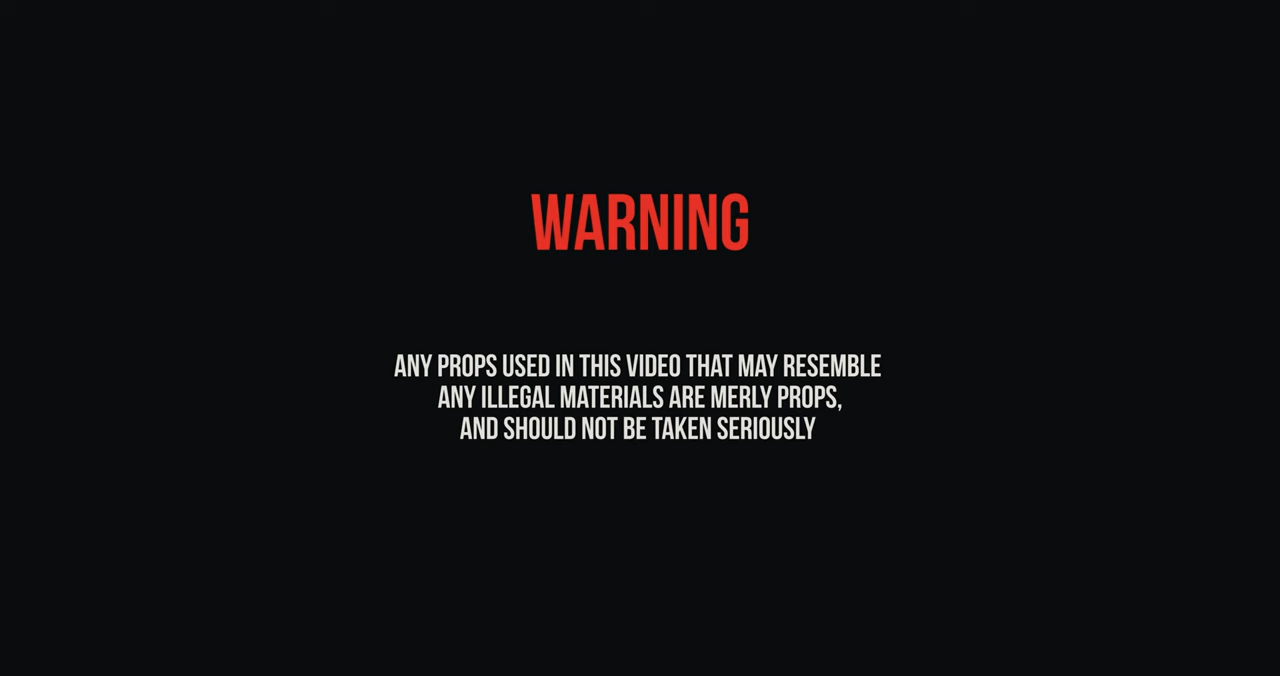 WARNING
ANY PROPS USED IN THIS VIDEO THAT MAY RESEMBLE
ANY ILLEGAL MATERIALS ARE MERLY PROPS,
AND SHOULD NOT BE TAKEN SERIOUSLY